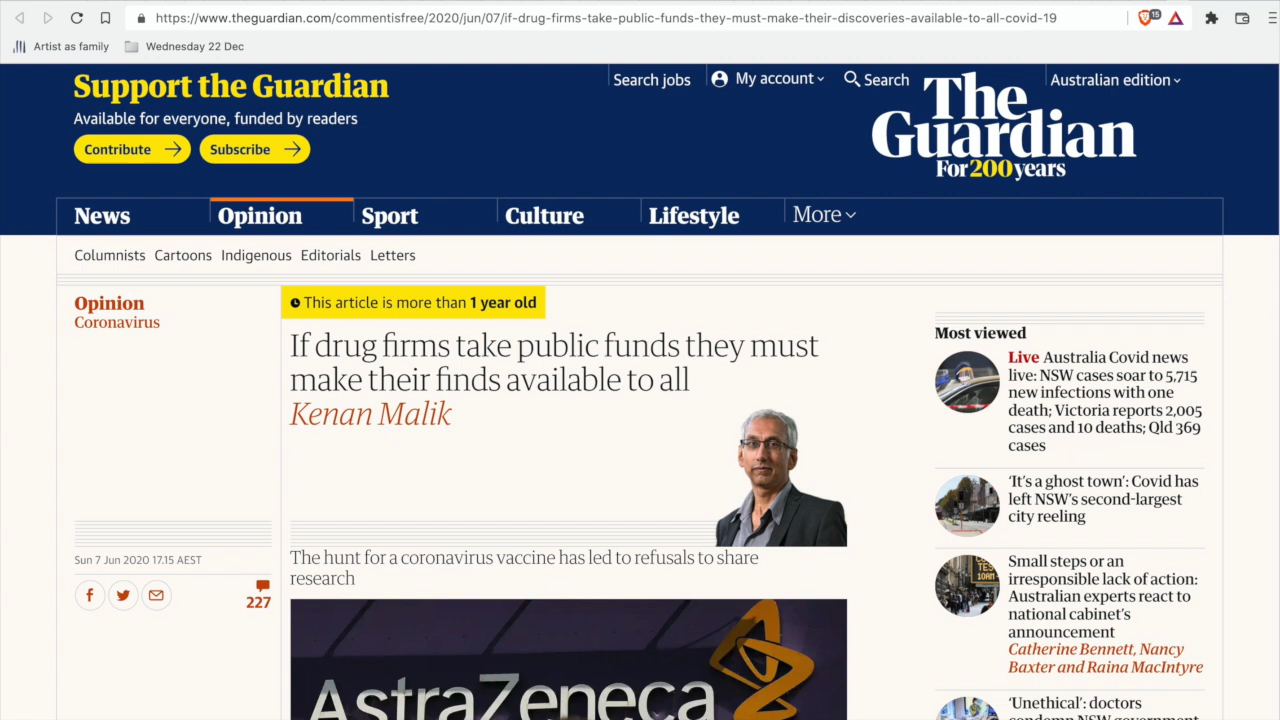 https://www.theguardian.com/commentisfree/2020/jun/07/if-drug-firms-take-public-funds-they-must-make-their-discoveries-available-to-all-covid-19
15
Artist as family
Wednesday 22 Dec
Support the Guardian
Available for everyone, funded by readers
Contribute
Subscribe
Search jobs
My account
Search
Australian edition
The
Guardian
For 200 years
News
Opinion
Sport
Culture
Lifestyle
More
Columnists Cartoons Indigenous Editorials Letters
Opinion
Coronavirus
This article is more than 1 year old
If drug firms take public funds they must
make their finds available to all
Kenan Malik
Sun 7 Jun 2020 17.15 AEST
227
The hunt for a coronavirus vaccine has led to refusals to share
research
AstraZeneca
Most viewed
Live Australia Covid news
live: NSW cases soar to 5,715
new infections with one
death; Victoria reports 2,005
cases and 10 deaths; Qld 369
cases
‘It’s a ghost town’: Covid has
left NSW’s second-largest
city reeling
Small steps or an
irresponsible lack of action:
Australian experts react to
national cabinet’s
announcement
Catherine Bennett, Nancy
Baxter and Raina MacIntyre
‘Unethical’: doctors
condemn NSW government